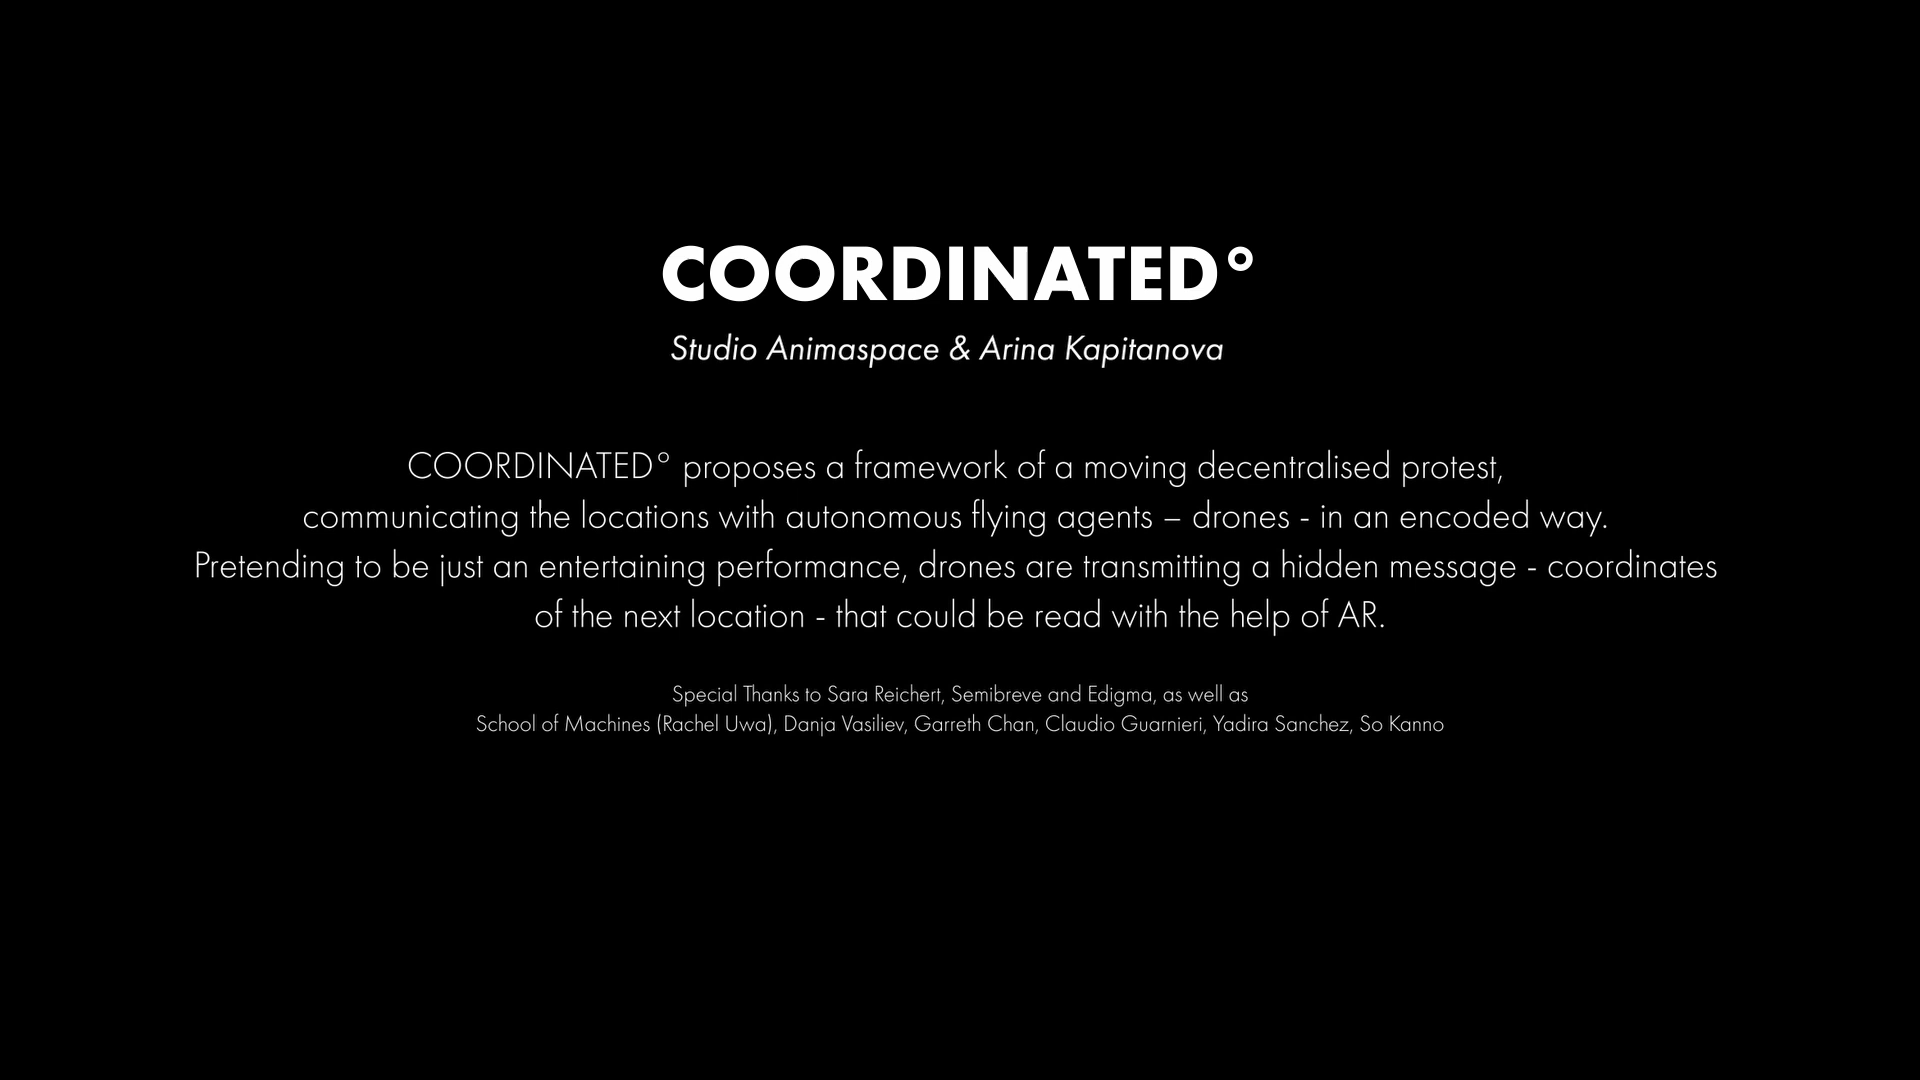 COORDINATED°
Studio Animaspace & Arina Kapitanova
COORDINATED° proposes a framework of a moving decentralised protest,
communicating the locations with autonomous flying agents – drones - in an encoded way.
Pretending to be just an entertaining performance, drones are transmitting a hidden message - coordinates
of the next location - that could be read with the help of AR.
Special Thanks to Sara Reichert, Semibreve and Edigma, as well as
School of Machines (Rachel Uwa), Danja Vasiliev, Garreth Chan, Claudio Guarnieri, Yadira Sanchez, So Kanno